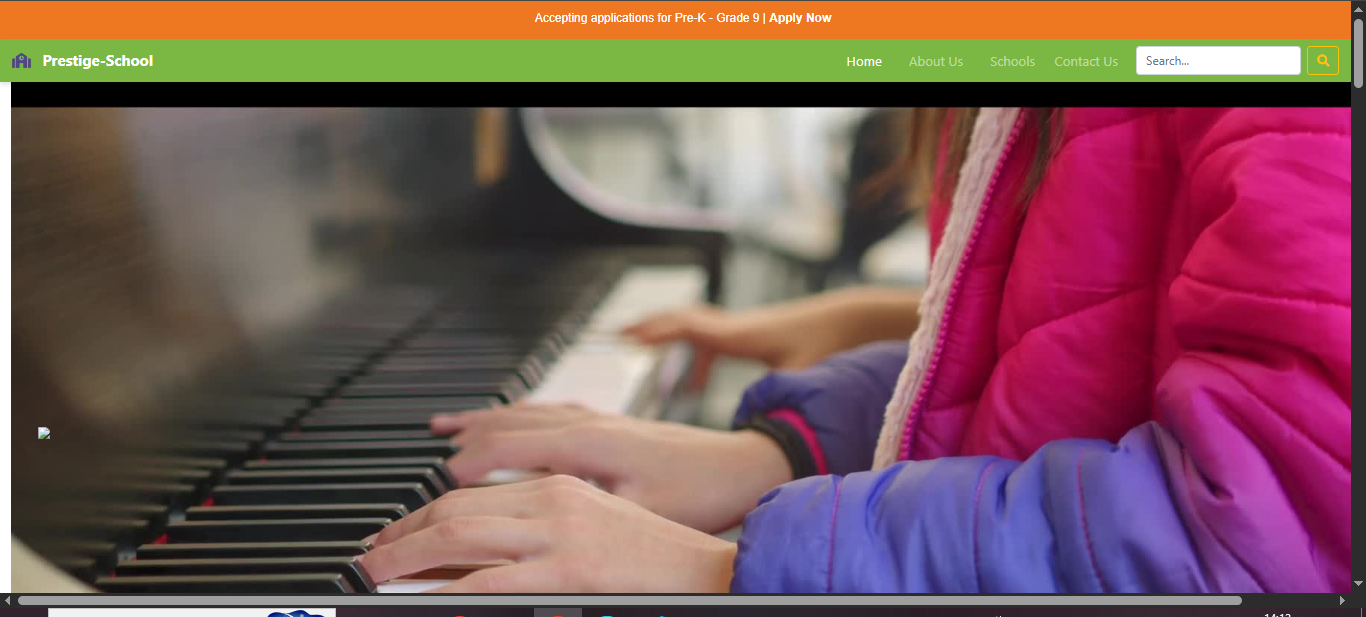 Accepting applications for Pre-K - Grade 9 | Apply Now
Prestige-School
Home
About Us
Schools
Contact Us
Search...